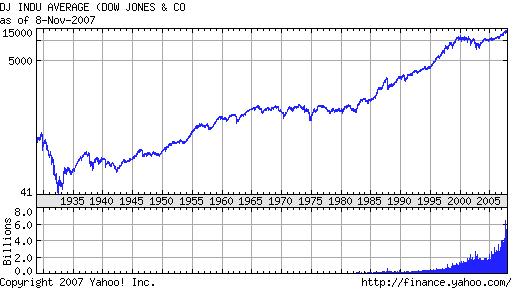 DJ INDU AVERAGE (DOW JONES & CO
as of 8-Nov-2007
15000
5000
41
1935 1940 1945 1950 1955 1960 1965 1970 1975 1980 1985 1990 1995 2000 2005
Billions
8.0
6.0
4.0
2.0
0.0
Copyright 2007 Yahoo! Inc. http://finance.yahoo.com/